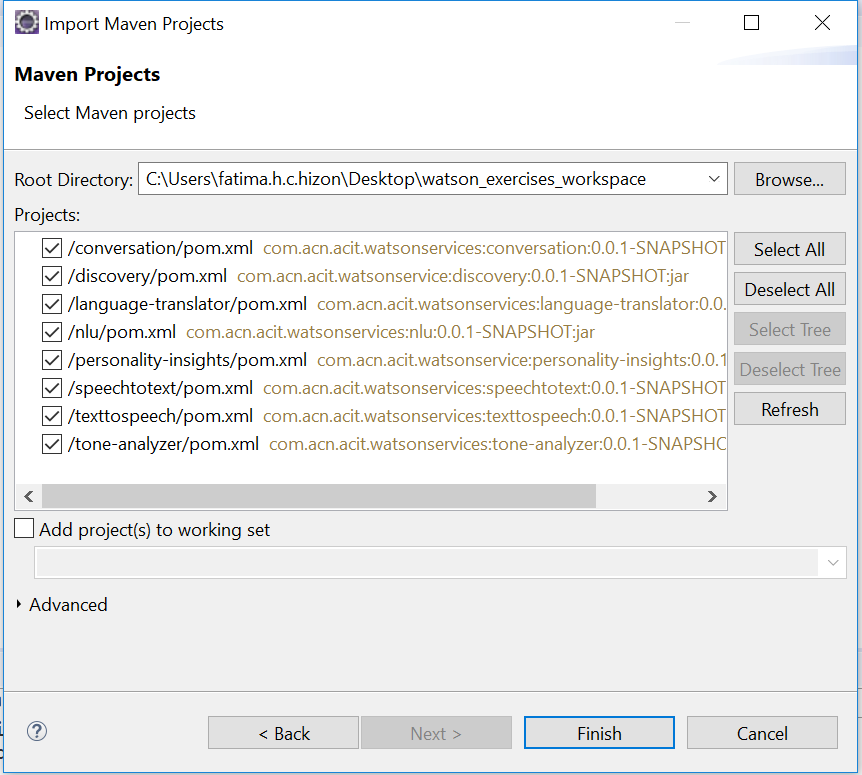 Import Maven Projects
Maven Projects
Select Maven projects
Root Directory: C:\Users\fatima.h.c.hizon\Desktop\watson_exercises_workspace Browse...
Projects:
/conversation/pom.xml com.acn.acit.watsonservices:conversation:0.0.1-SNAPSHOT
Select All
/discovery/pom.xml com.acn.acit.watsonservice:discovery:0.0.1-SNAPSHOT:jar
Deselect All
/language-translator/pom.xml com.acn.acit.watsonservices:language-translator:0.0.
/nlu/pom.xml com.acn.acit.watsonservices:nlu:0.0.1-SNAPSHOT:jar
Select Tree
/personality-insights/pom.xml com.acn.acit.watsonservice:personality-insights:0.0.1
Deselect Tree
/speechtotext/pom.xml com.acn.acit.watsonservices:speechtotext:0.0.1-SNAPSHOT
Refresh
/texttospeech/pom.xml com.acn.acit.watsonservices:texttospeech:0.0.1-SNAPSHOT
/tone-analyzer/pom.xml com.acn.acit.watsonservices:tone-analyzer:0.0.1-SNAPSHO
Add project(s) to working set
Advanced
? < Back Next > Finish Cancel